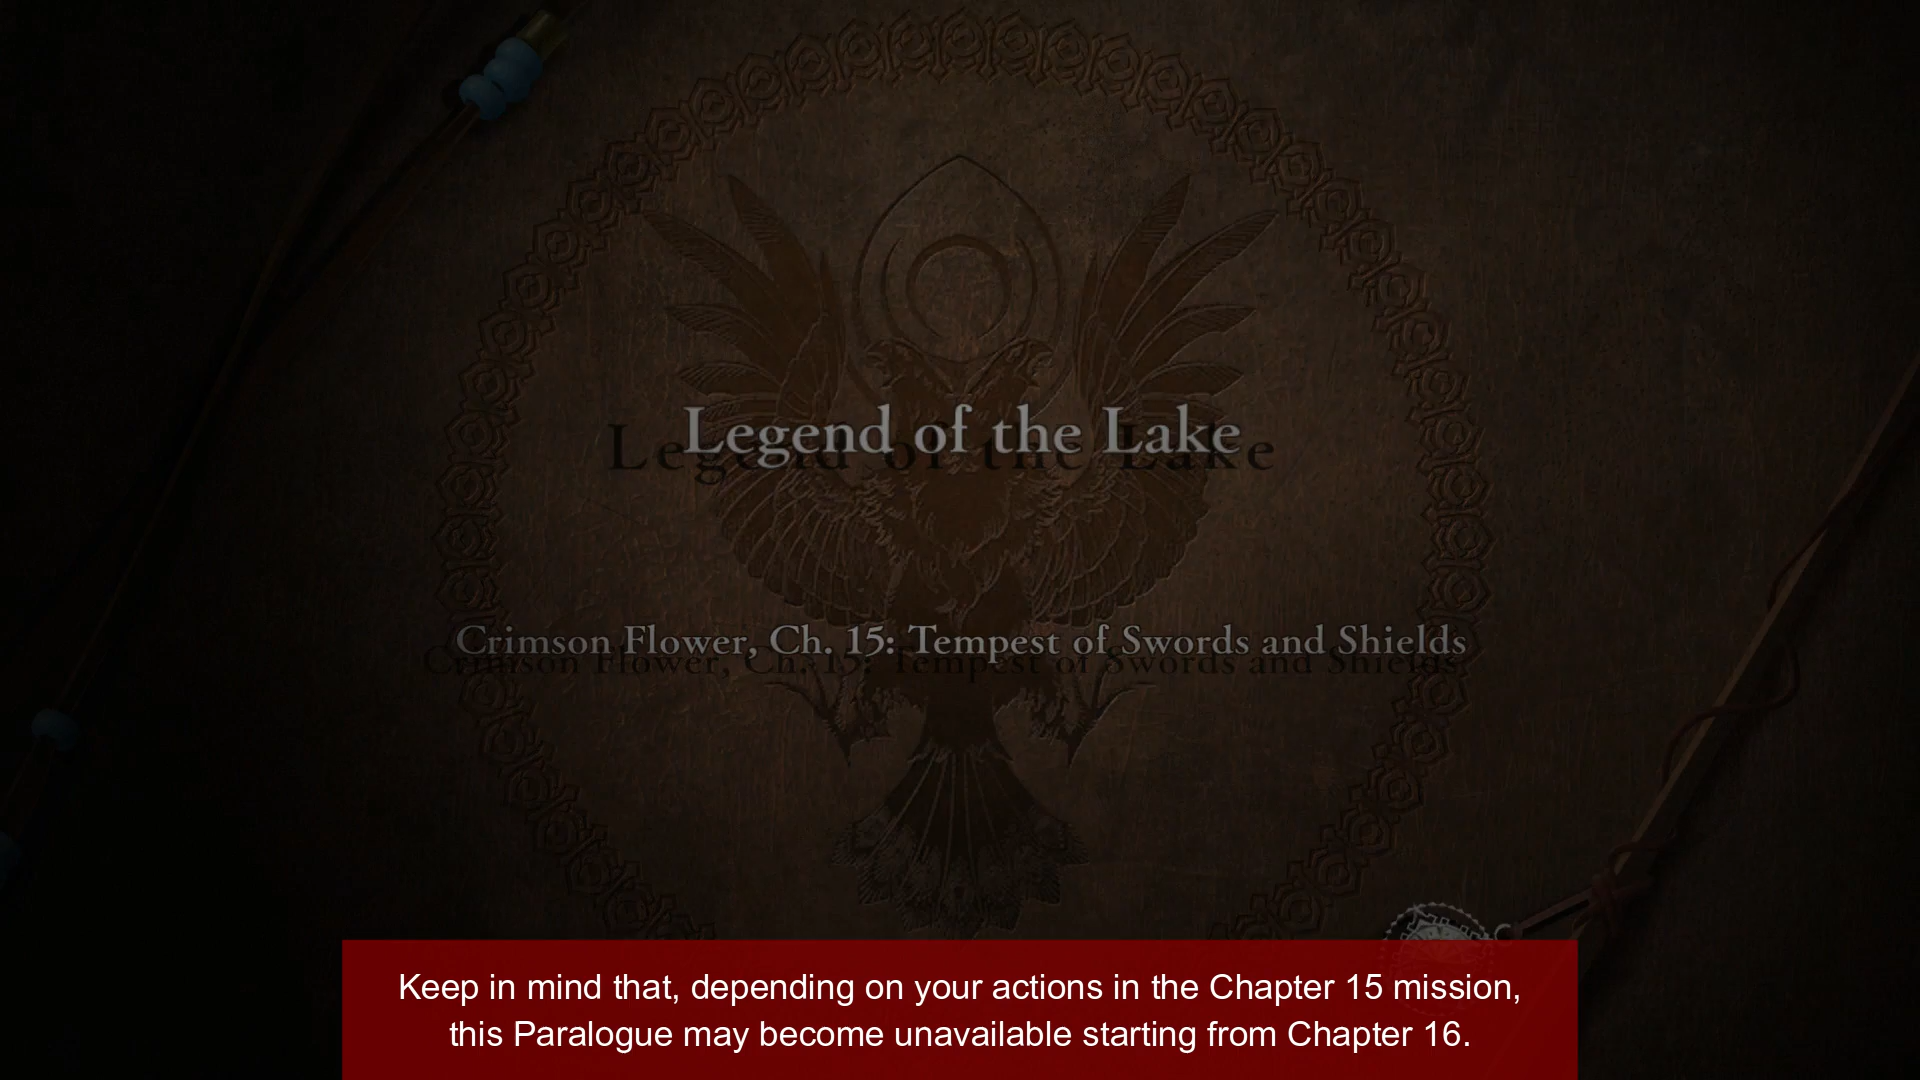 Legend of the Lake
Crimson Flower, Ch. 15: Tempest of Swords and Shields
Keep in mind that, depending on your actions in the Chapter 15 mission,
this Paralogue may become unavailable starting from Chapter 16.